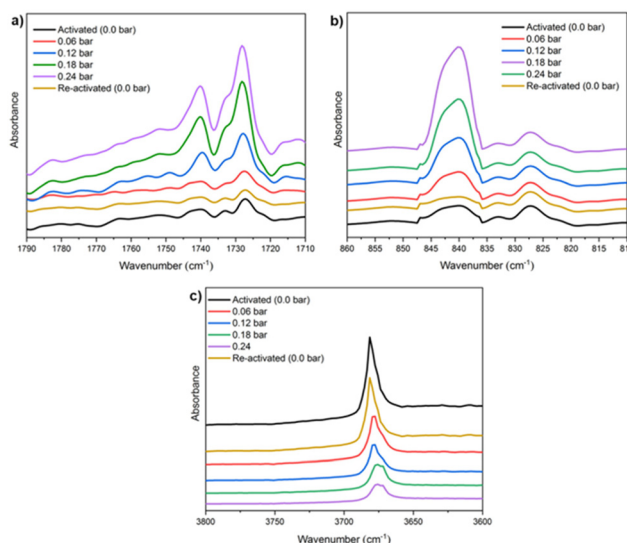 a)
Activated (0.0 bar)
0.06 bar
0.12 bar
0.18 bar
0.24 bar
Re-activated (0.0 bar)
Absorbance
1790 1780 1770 1760 1750 1740 1730 1720 1710
Wavenumber (cm-1)
b)
Activated (0.0 bar)
0.06 bar
0.12 bar
0.18 bar
0.24 bar
Re-activated (0.0 bar)
Absorbance
860 855 850 845 840 835 830 825 820 815 81
Wavenumber (cm-1)
c)
Activated (0.0 bar)
0.06 bar
0.12 bar
0.18 bar
0.24
Re-activated (0.0 bar)
Absorbance
3800 3750 3700 3650 3600
Wavenumber (cm-1)